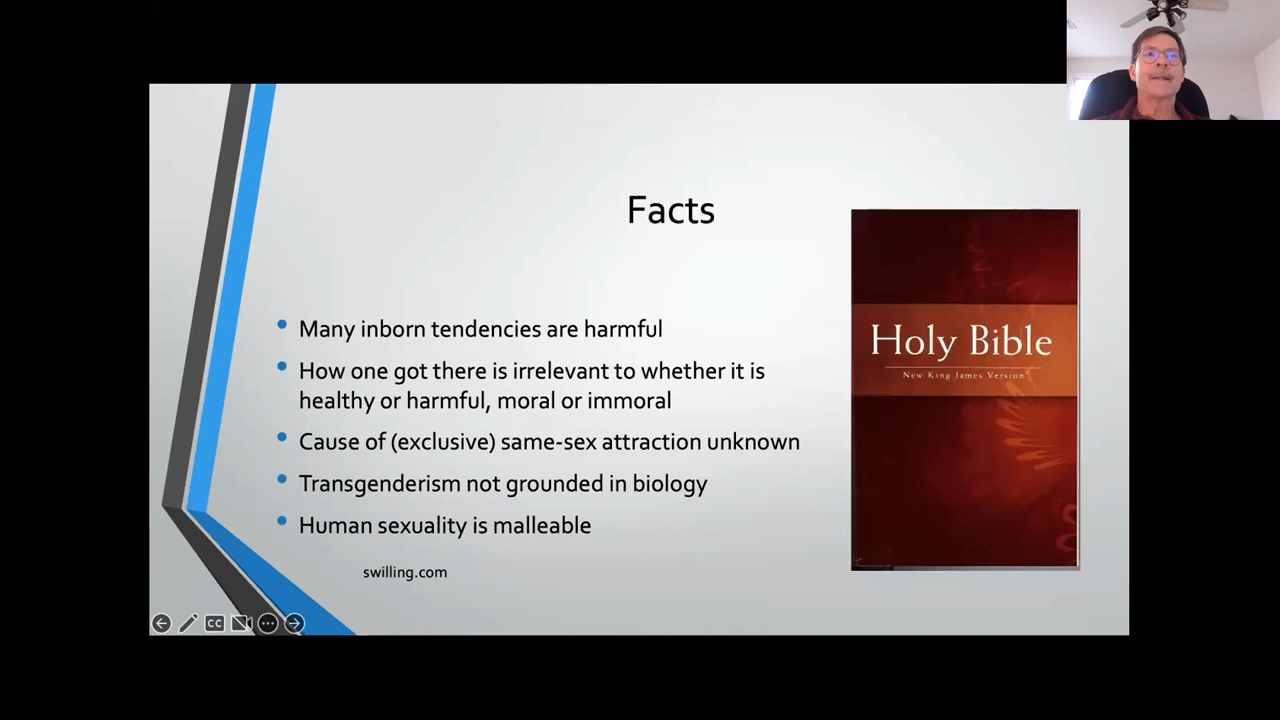 Facts
Many inborn tendencies are harmful
How one got there is irrelevant to whether it is
healthy or harmful, moral or immoral
Cause of (exclusive) same-sex attraction unknown
Transgenderism not grounded in biology
Human sexuality is malleable
swilling.com
Holy Bible
New King James Version®
CC